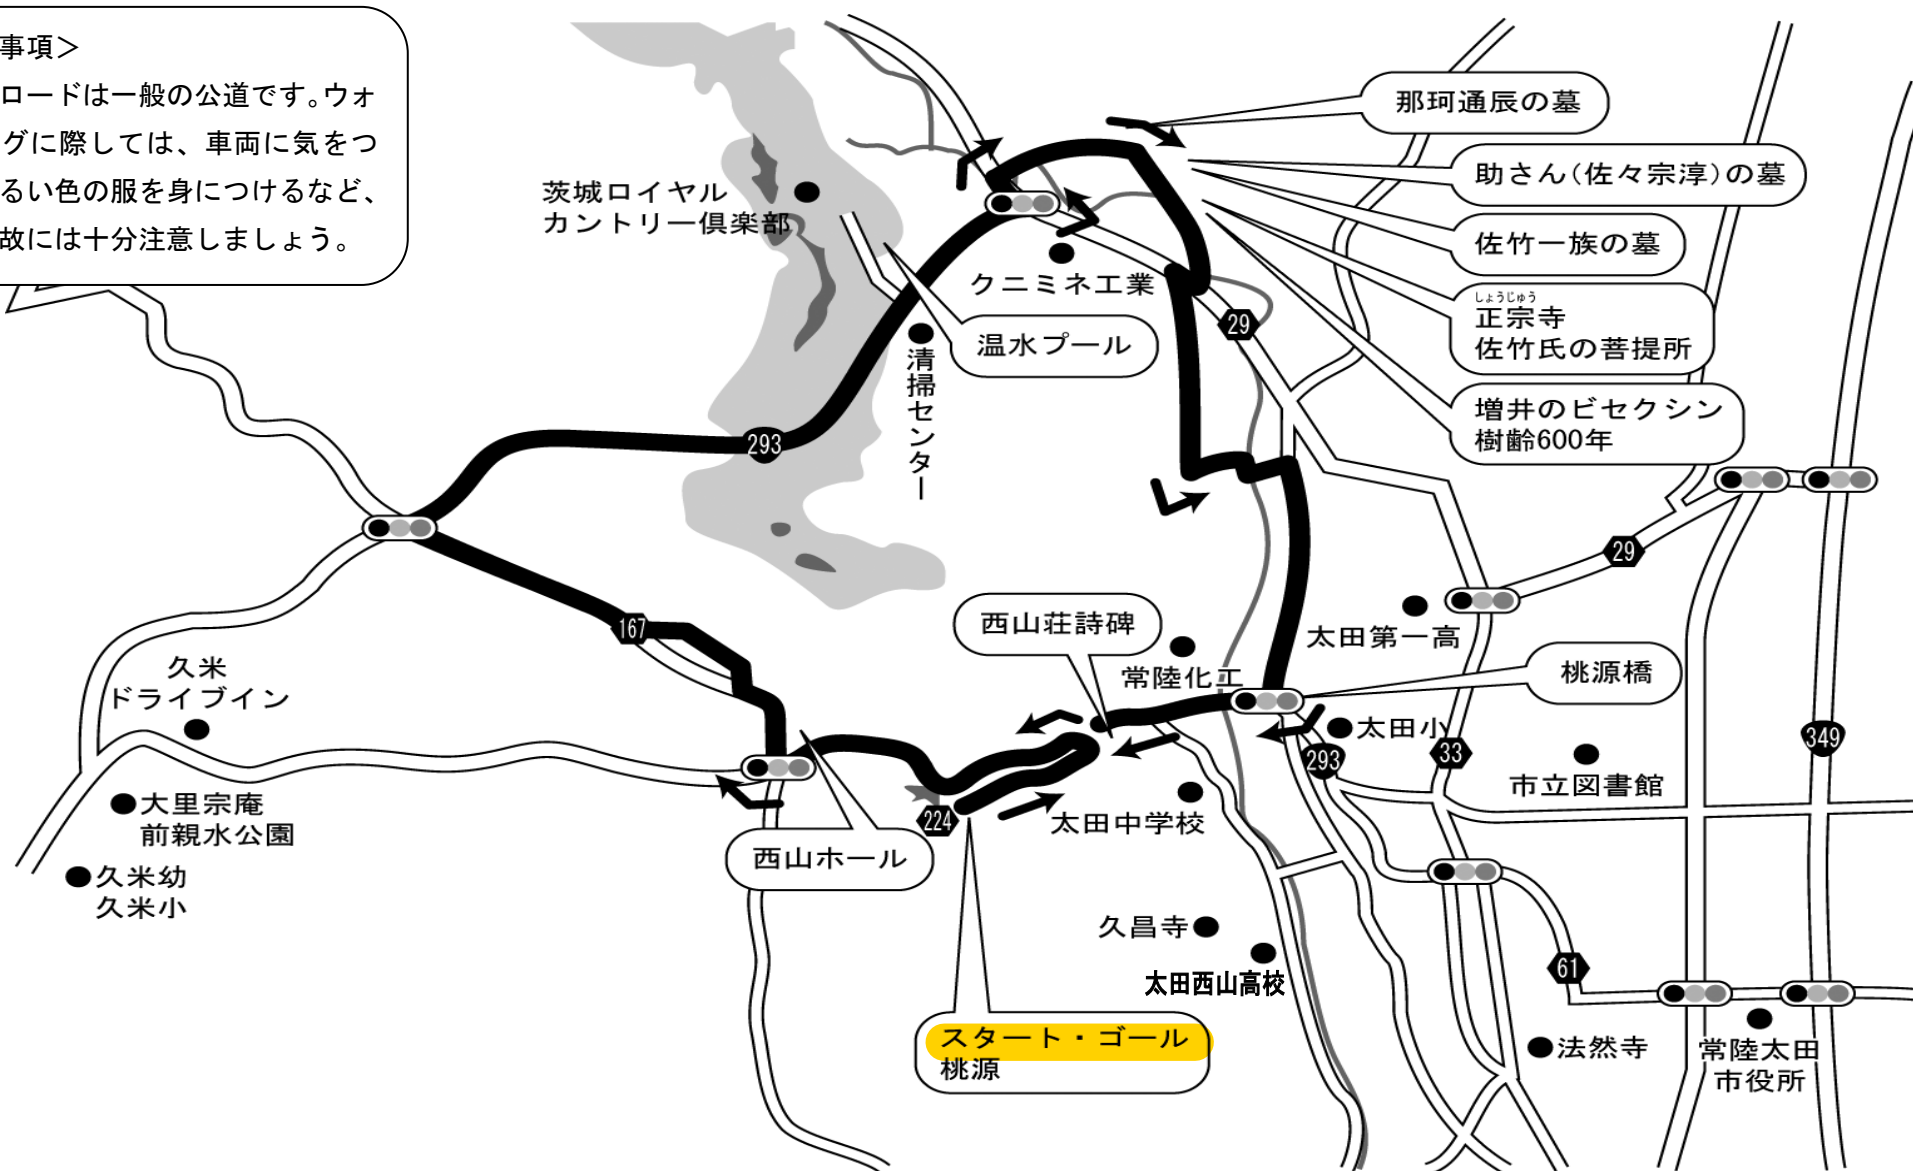 事項＞
ロードは一般の公道です。ウォ
グに際しては、車両に気をつ
るい色の服を身につけるなど、
故には十分注意しましょう。
那珂通辰の墓
助さん(佐々宗淳)の墓
佐竹一族の墓
しょうじゅう
正宗寺
佐竹氏の菩提所
増井のビセクシン
樹齢600年
茨城ロイヤル
カントリー倶楽部
クニミネ工業
温水プール
清掃センター
29
293
29
167
西山荘詩碑
常陸化工
太田第一高
桃源橋
久米
ドライブイン
太田小
293
33
349
市立図書館
大里宗庵
前親水公園
224
太田中学校
西山ホール
久米幼
久米小
久昌寺
太田西山高校
61
スタート・ゴール
桃源
法然寺
常陸太田
市役所